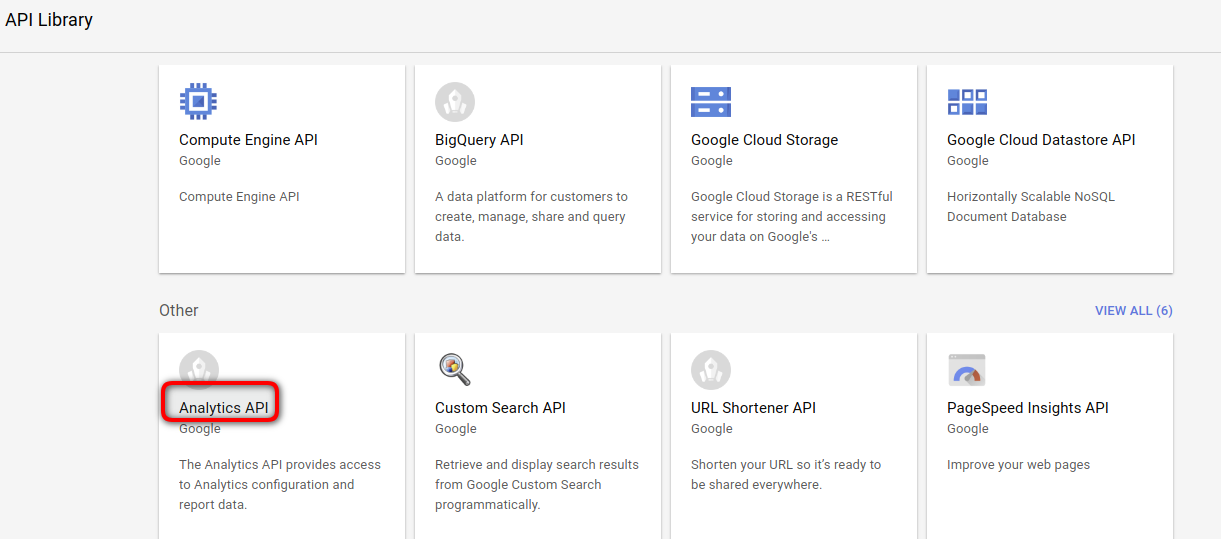 API Library
Compute Engine API
Google
Compute Engine API
BigQuery API
Google
A data platform for customers to
create, manage, share and query
data.
Google Cloud Storage
Google
Google Cloud Storage is a RESTful
service for storing and accessing
your data on Google's ...
Google Cloud Datastore API
Google
Horizontally Scalable NoSQL
Document Database
Other
VIEW ALL (6)
Analytics API
Google
The Analytics API provides access
to Analytics configuration and
report data.
Custom Search API
Google
Retrieve and display search results
from Google Custom Search
programmatically.
URL Shortener API
Google
Shorten your URL so it’s ready to
be shared everywhere.
PageSpeed Insights API
Google
Improve your web pages